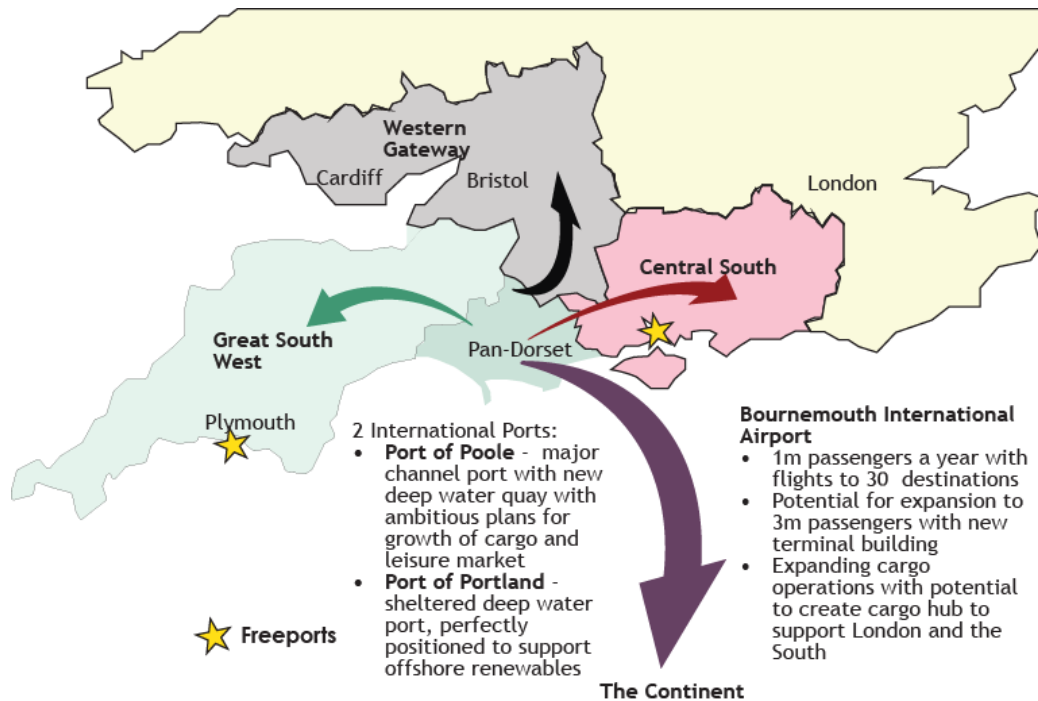 Western
Gateway
Cardiff
Bristol
London
Central South
Great South
West
Pan-Dorset
Plymouth
2 International Ports:
• Port of Poole - major
channel port with new
deep water quay with
ambitious plans for
growth of cargo and
leisure market
• Port of Portland -
sheltered deep water
port, perfectly
positioned to support
offshore renewables
Bournemouth International
Airport
• 1m passengers a year with
flights to 30 destinations
• Potential for expansion to
3m passengers with new
terminal building
• Expanding cargo
operations with potential
to create cargo hub to
support London and the
South
Freeports
The Continent